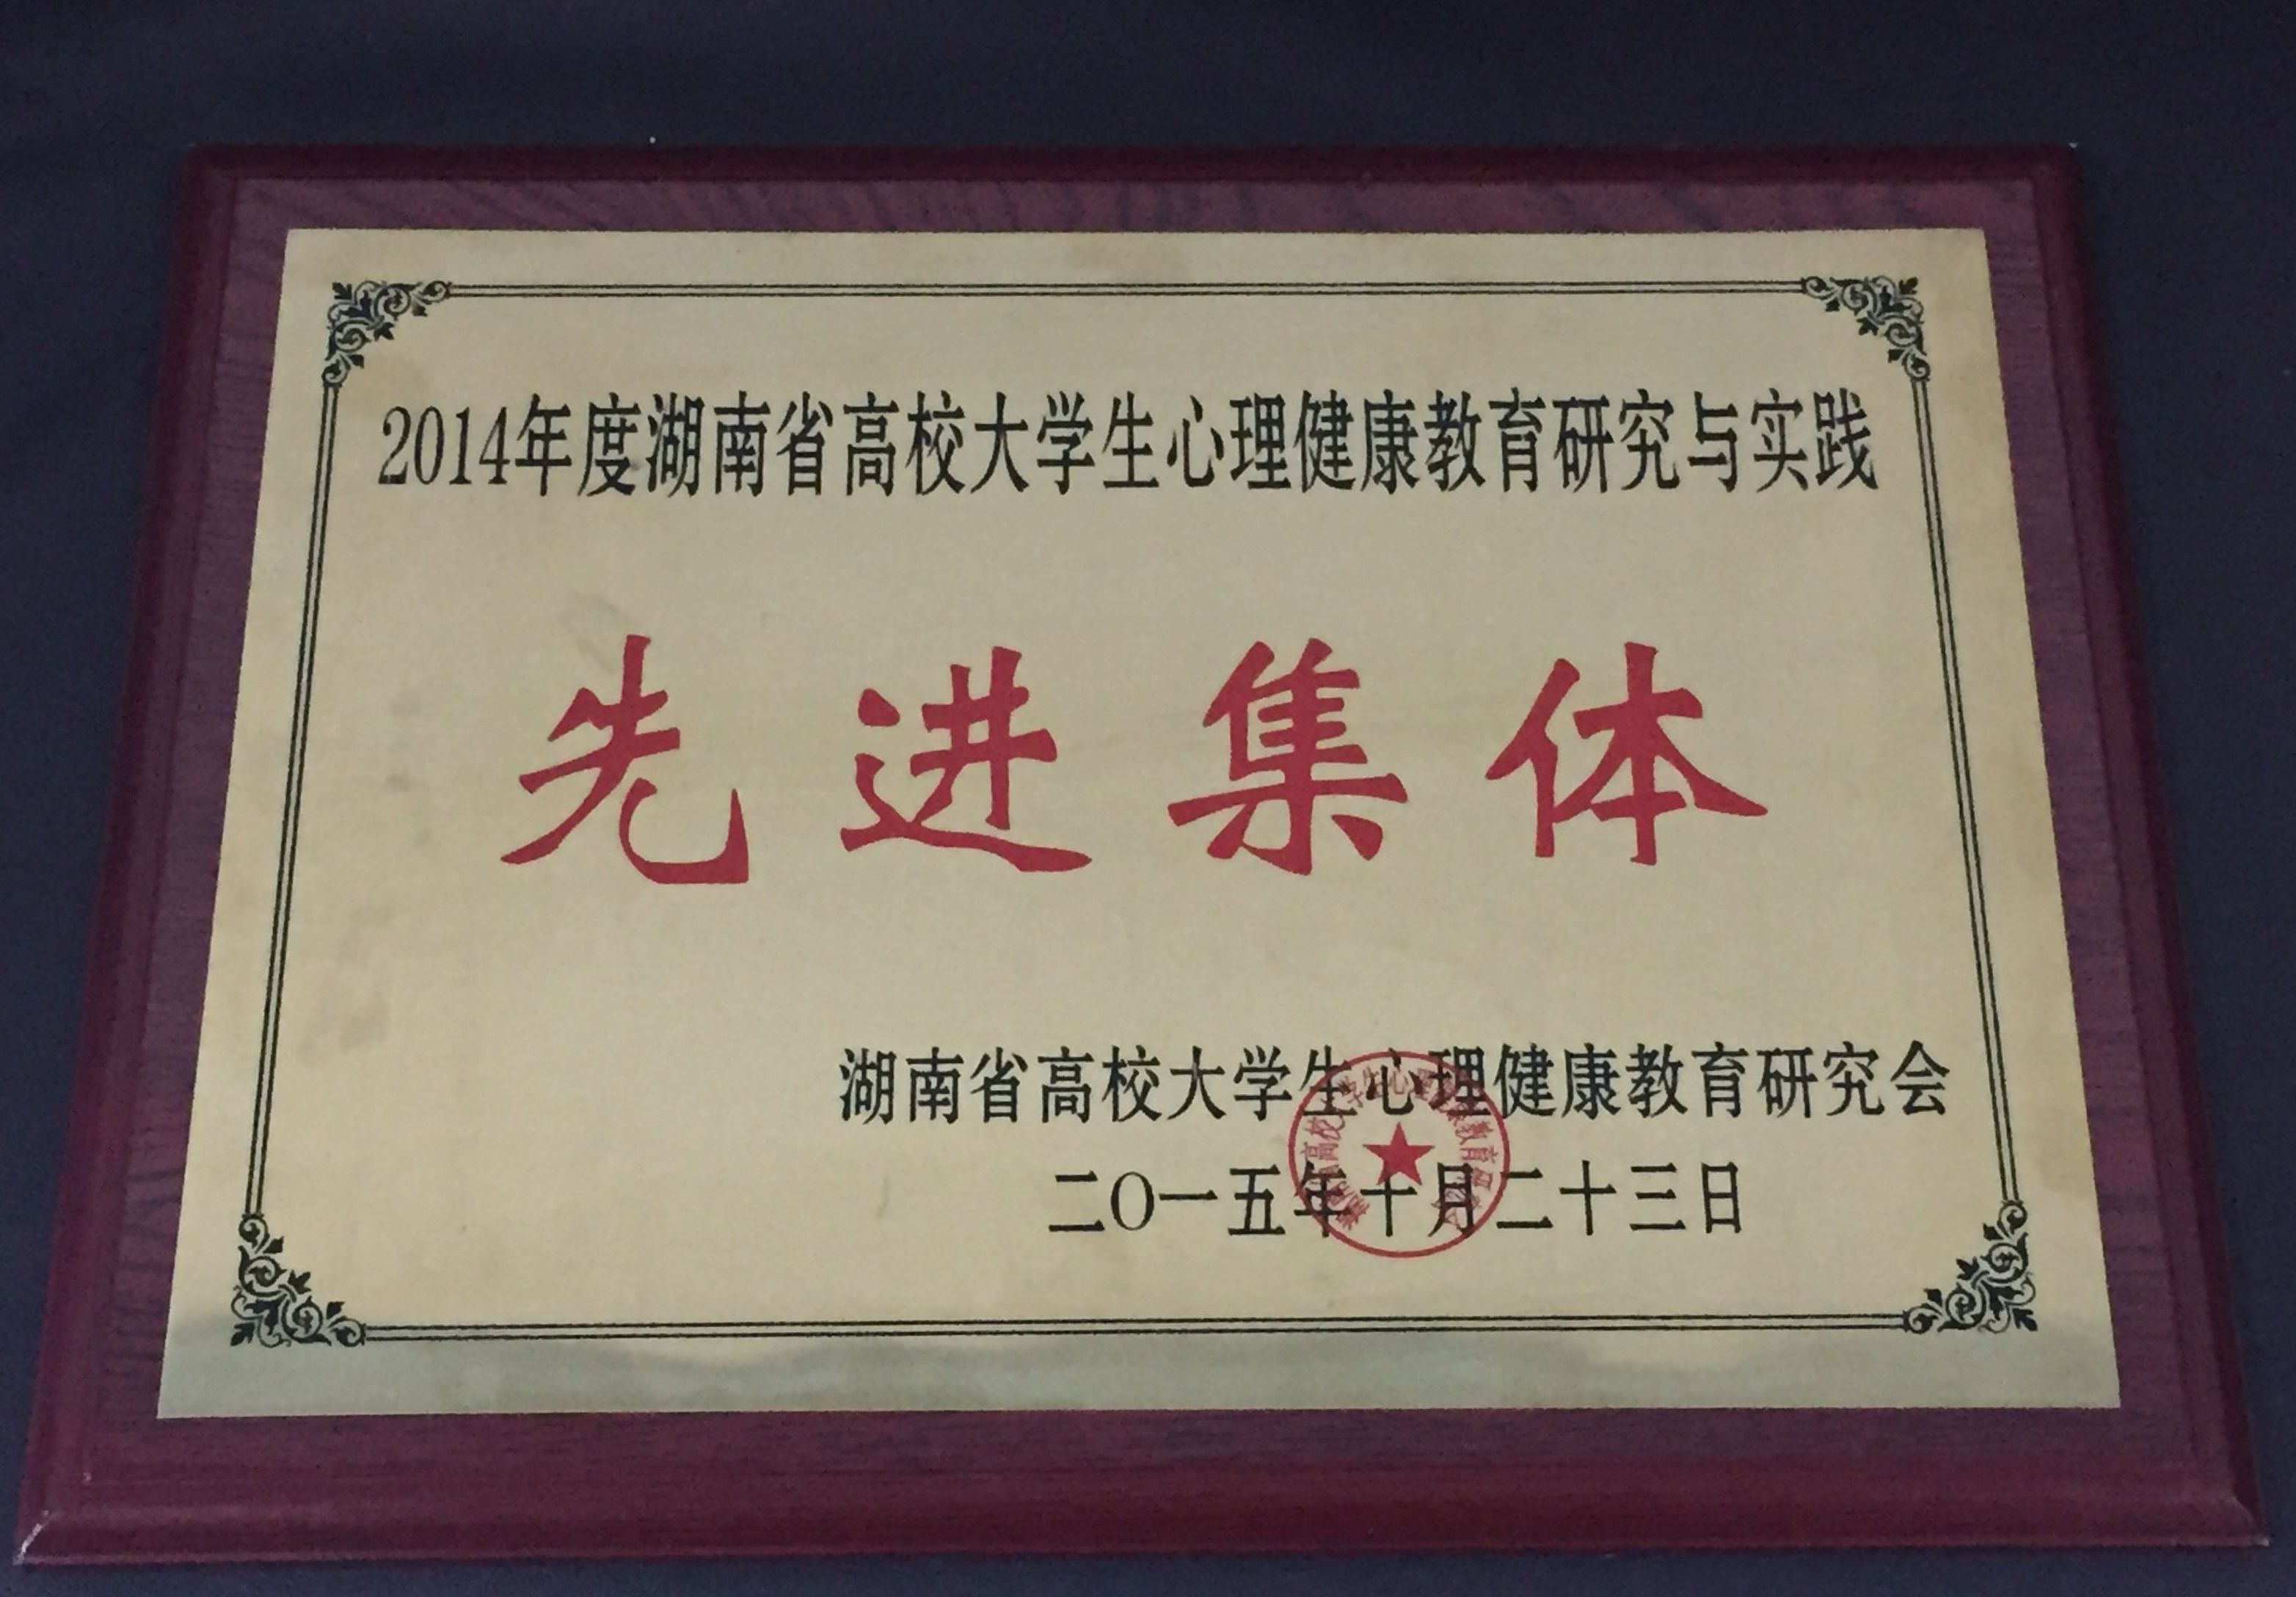 2014年度湖南省高校大学生心理健康教育研究与实践
先进集体
湖南省高校大学生心理健康教育研究会
二〇一五年十月二十三日